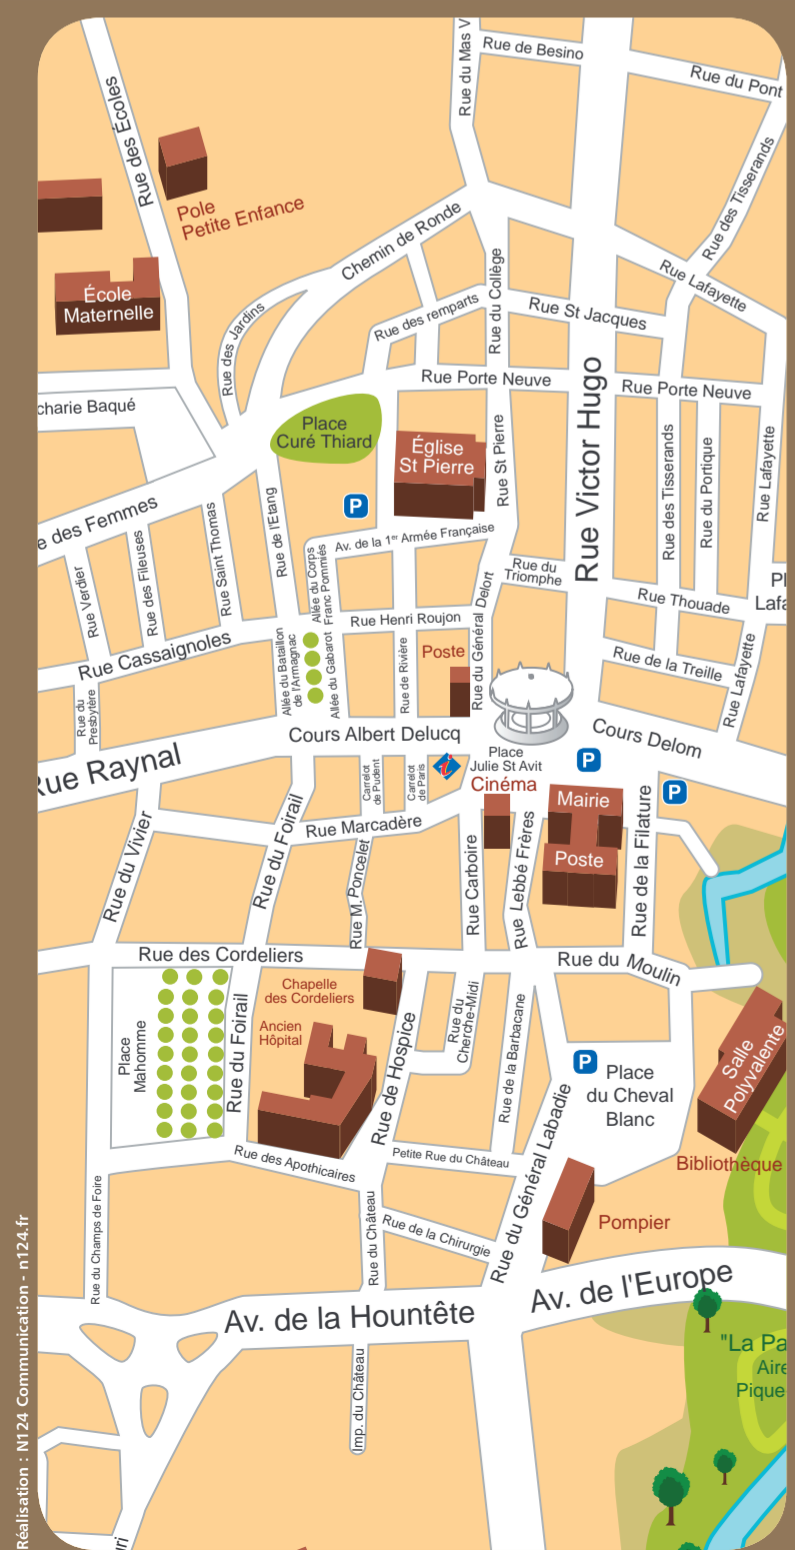 Rue du Mas V
Rue de Besino
Rue du Pont
Rue des Écoles
Rue des Tisserands
Pole
Petite Enfance
Chemin de Ronde
École
Maternelle
Rue Lafayette
Rue du Collège
Rue des Jardins
Rue des remparts
Rue St Jacques
Rue Porte Neuve
Rue Porte Neuve
charie Baqué
Place
Curé Thiard
Église
St Pierre
Rue St Pierre
Rue Victor Hugo
Rue des Tisserands
Rue du Portique
Rue Lafayette
P
e des Femmes
Rue Verdier
Rue des Fileuses
Rue Saint Thomas
Rue de l'Etang
Allée du Corps
Franc Pommiés
Av. de la 1er Armée Française
Rue du
Triomphe
Rue Thouade
Pl
Lafa
Rue Cassaignoles
Rue Henri Roujon
Rue du Général Delort
Poste
Rue de Rivière
Allée du Bataillon
de l'Armagnac
Allée du Gabarot
Rue de la Treille
Rue Lafayette
Rue du
Presbytère
Cours Albert Delucq
Cours Delom
Rue Raynal
Place
Julie St Avit
P
P
i
Cinéma
Carrelot
de Pudent
Carrelot
de Paris
Mairie
Poste
Rue Marcadère
Rue du Vivier
Rue du Foirail
Rue M. Poncelet
Rue Carboire
Rue Lebbé Frères
Rue de la Filature
Rue des Cordeliers
Rue du Moulin
Chapelle
des Cordeliers
Ancien
Hôpital
Place
Mahomme
Rue du Foirail
Rue de Hospice
Rue du
Cherche-Midi
Rue de la Barbacane
P
Place
du Cheval
Blanc
Salle
Polyvalente
Bibliothèque
Rue des Apothicaires
Petite Rue du Château
Rue du Général Labadie
Rue du Champs de Foire
Rue du Château
Rue de la Chirurgie
Pompier
Av. de la Hountête
Av. de l'Europe
Imp. du Château
"La Pa
Aire
Pique
uri
Réalisation : N124 Communication - n124.fr